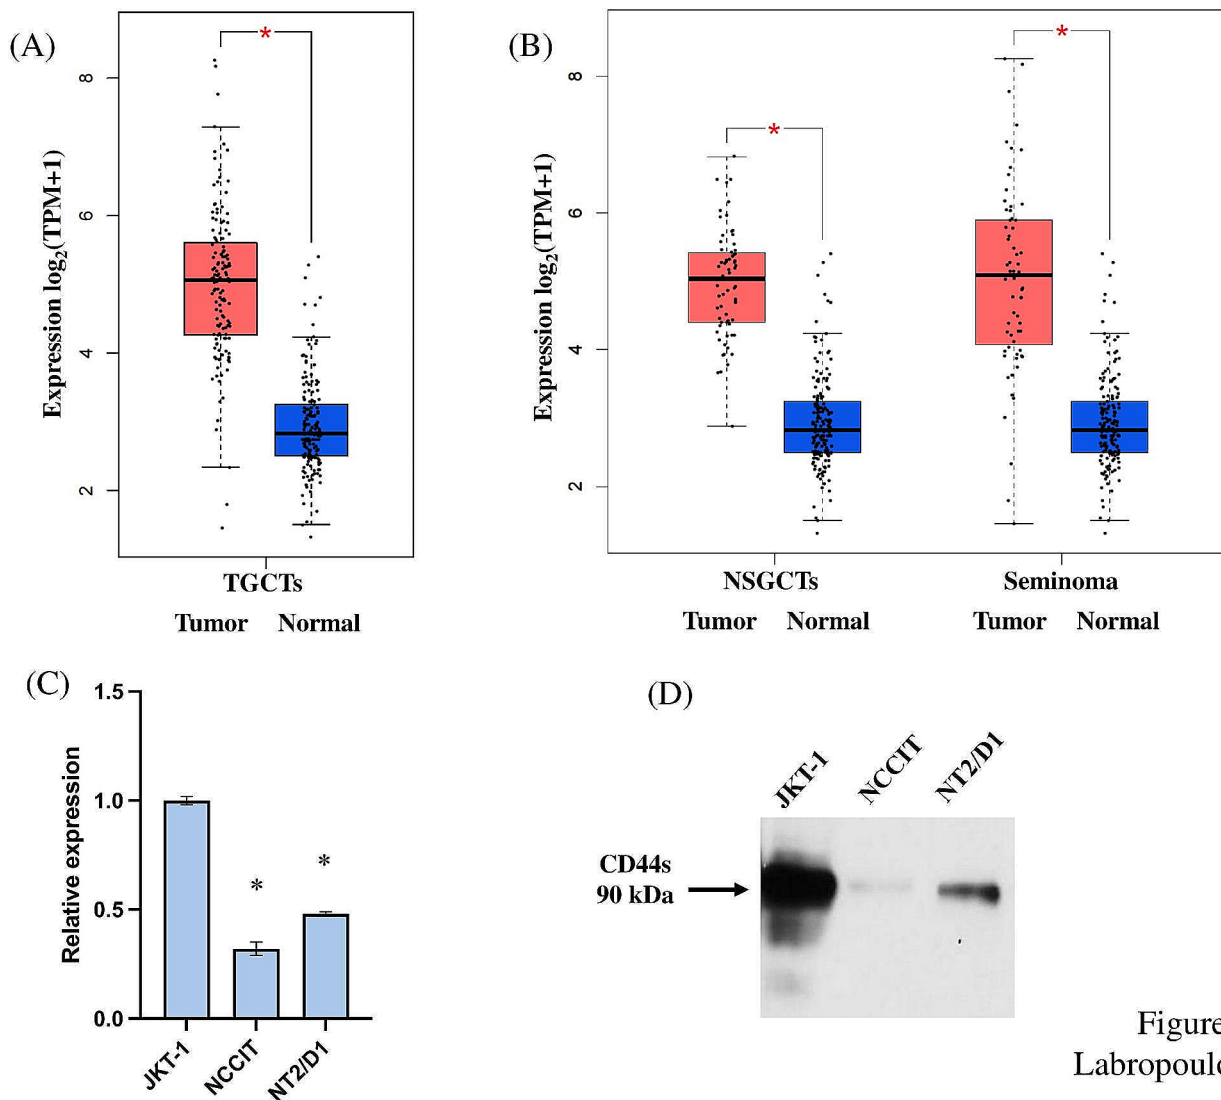 (A)
Expression log2(TPM+1)
8
6
4
2
*
TGCTs
Tumor Normal
(B)
Expression log2(TPM+1)
8
6
4
2
*
*
NSGCTs Seminoma
Tumor Normal Tumor Normal
(C)
Relative expression
1.5
1.0
0.5
0.0
*
*
JKT-1 NCCIT NT2/D1
(D)
JKT-1 NCCIT NT2/D1
CD44s
90 kDa
Figure
Labropoulo